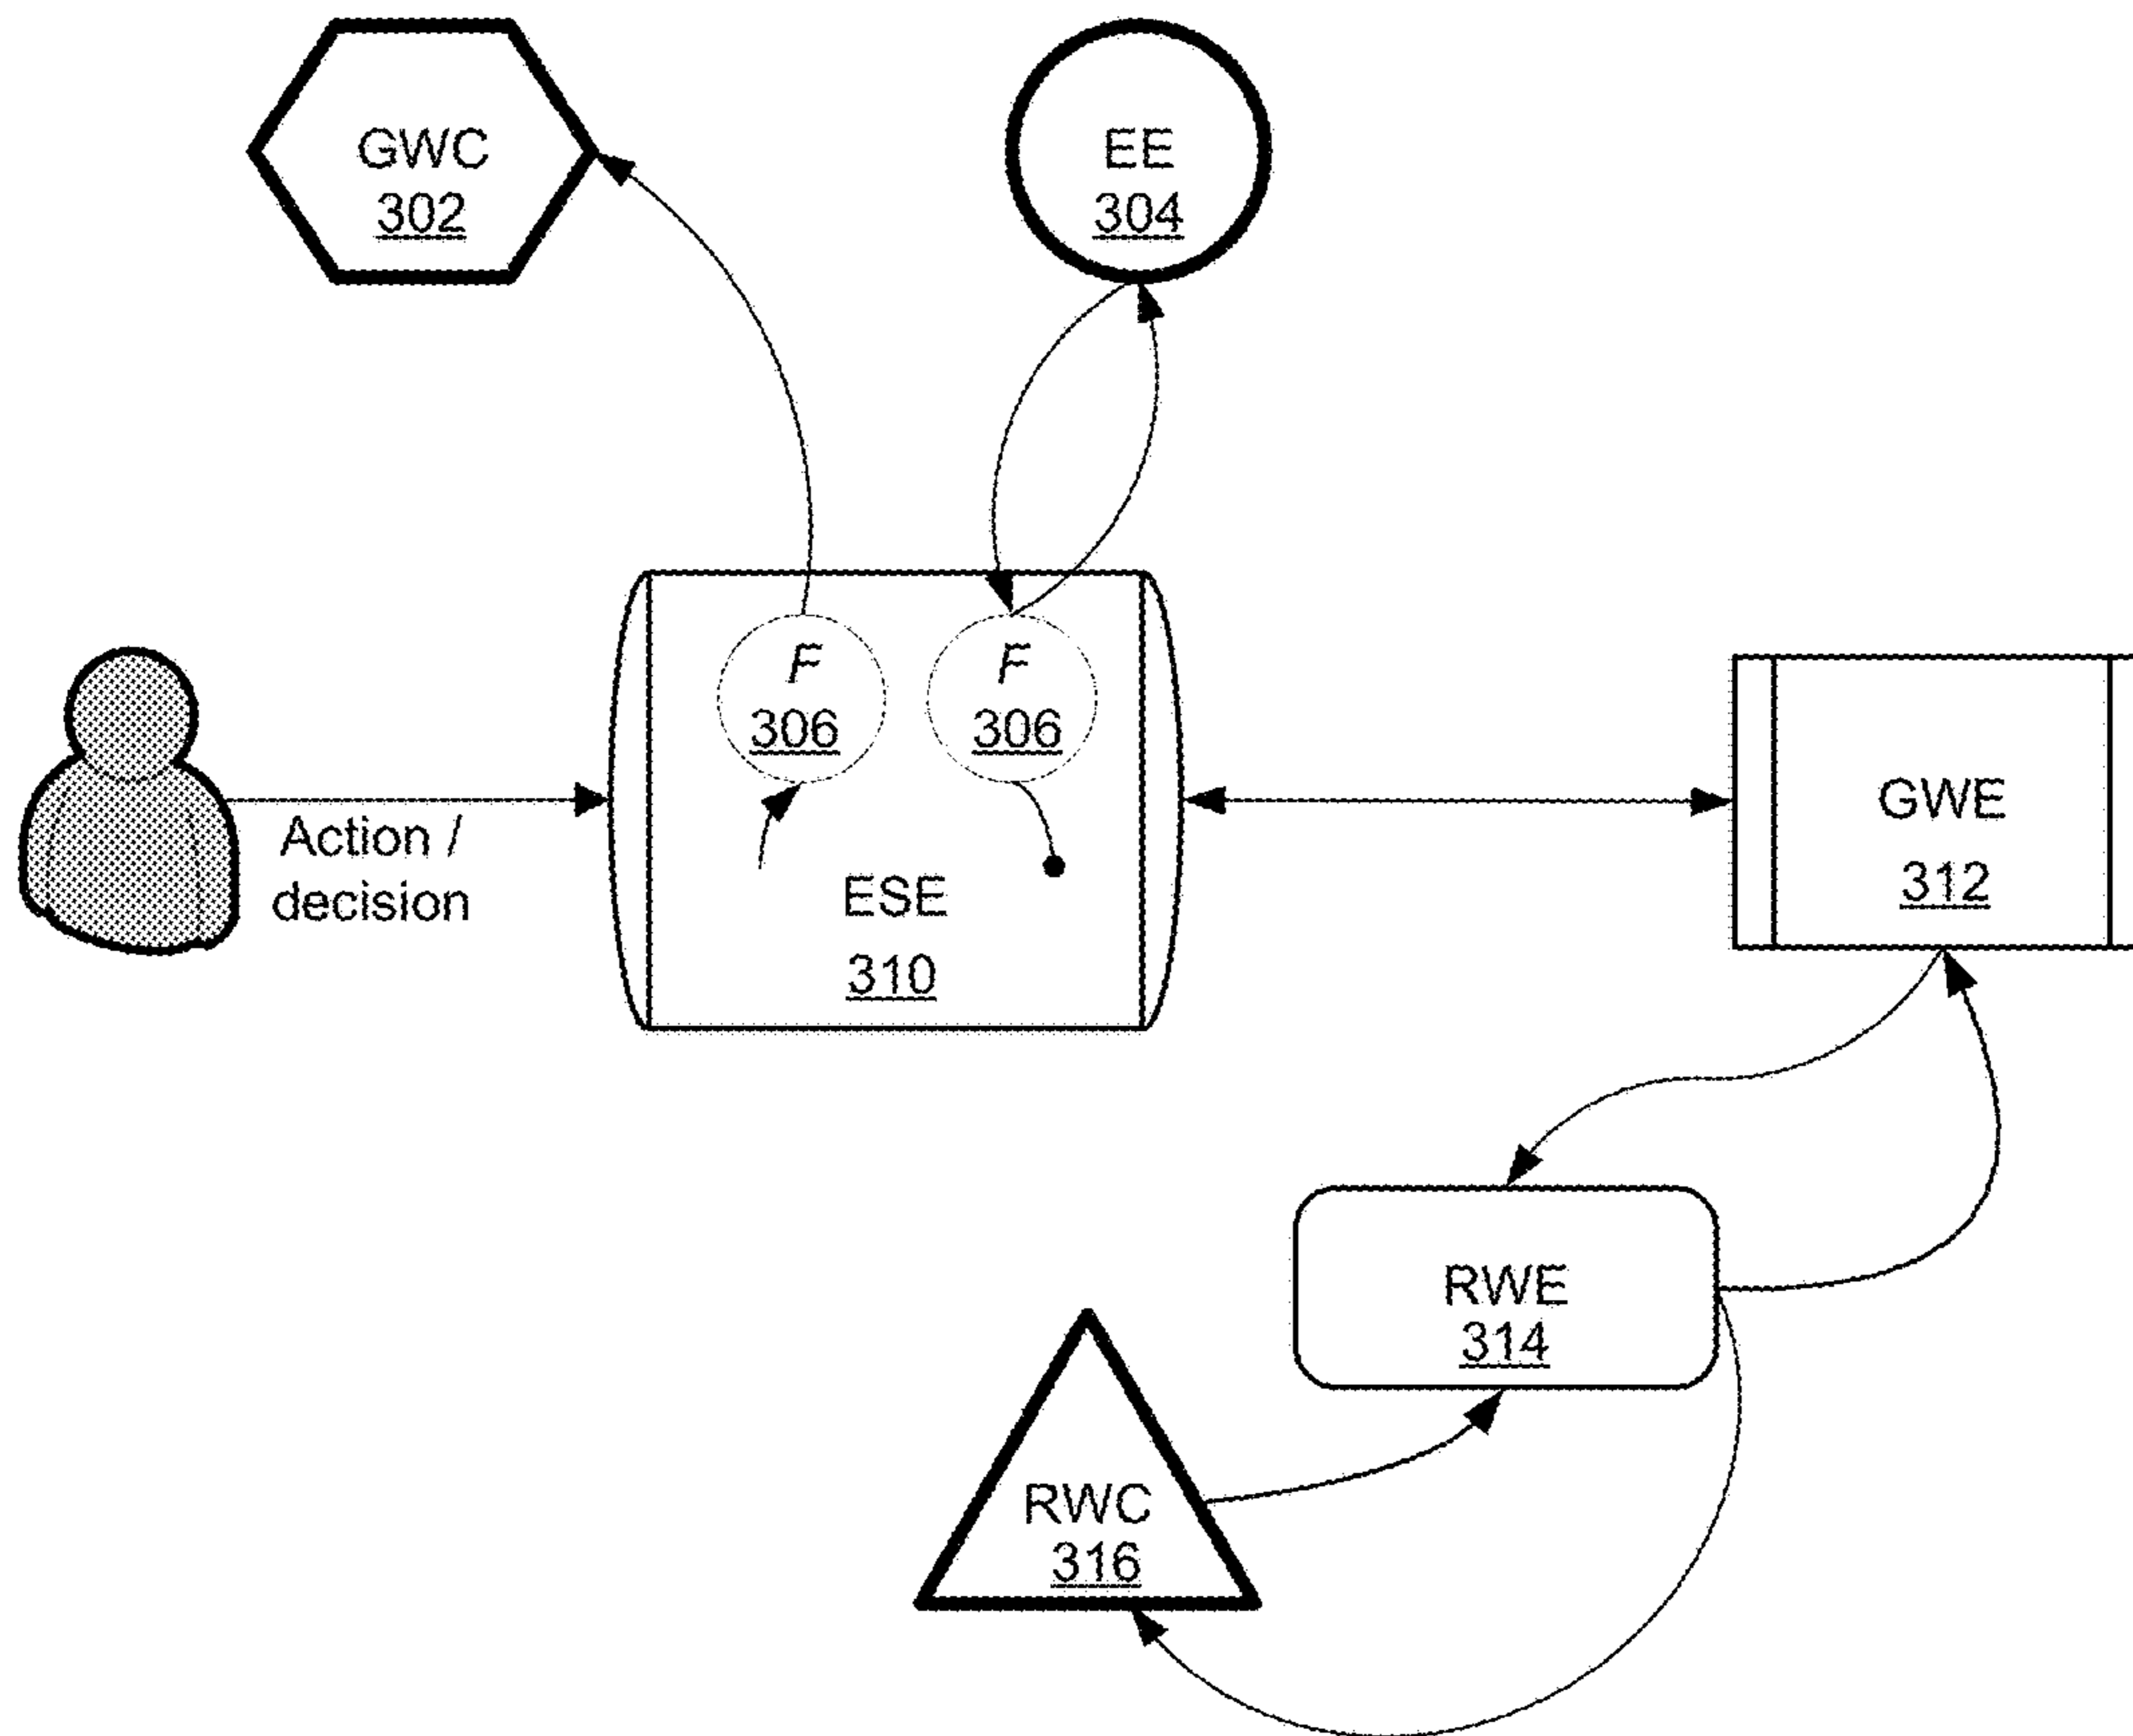 GWC
302
EE
304
F
306
F
306
Action /
decision
ESE
310
GWE
312
RWE
314
RWC
316